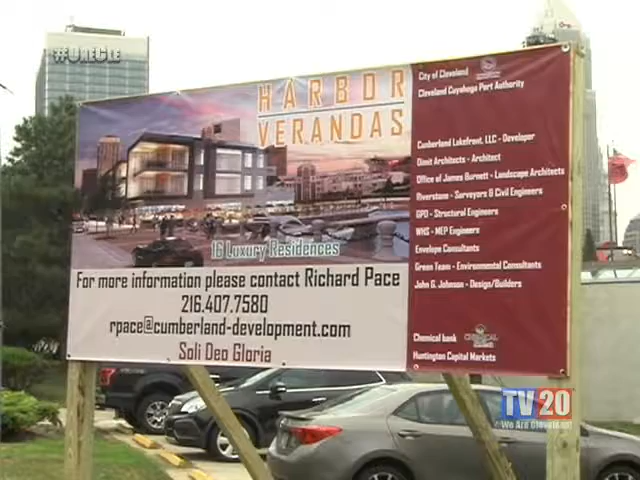 #OneCle
TV20
HARBOR
VERANDAS
16 Luxury Residences
For more information please contact Richard Pace
216.407.7580
rpace@cumberland-development.com
Soli Deo Gloria
City of Cleveland
Cleveland Cuyahoga Port Authority
Cumberland Lakefront, LLC - Developer
Dimit Architects - Architect
Office of James Burnett - Landscape Architects
Riverstone - Surveyors & Civil Engineers
GPD - Structural Engineers
WHS - MEP Engineers
Envelope Consultants
Green Team - Environmental Consultants
John G. Johnson - Design/Builders
Chemical bank
CHEMICAL
Huntington Capital Markets
TV20
We Are Cleveland